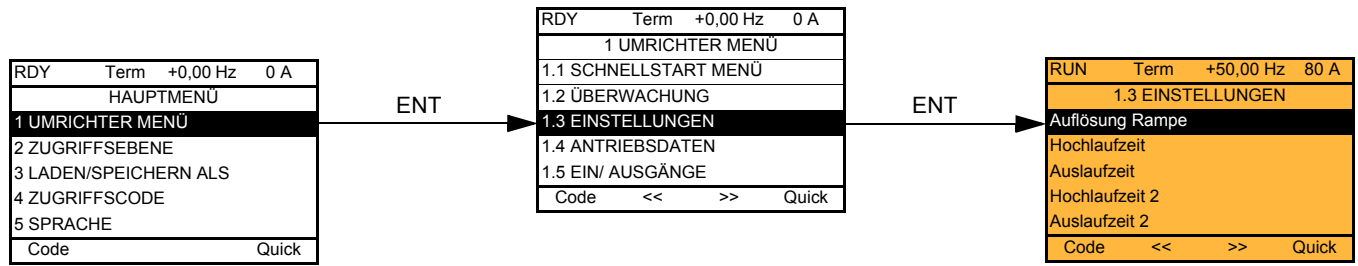 RDY Term +0,00 Hz 0 A
HAUPTMENÜ
1 UMRICHTER MENÜ
2 ZUGRIFFSEBENE
3 LADEN/SPEICHERN ALS
4 ZUGRIFFSCODE
5 SPRACHE
Code Quick
ENT
RDY Term +0,00 Hz 0 A
1 UMRICHTER MENÜ
1.1 SCHNELLSTART MENÜ
1.2 ÜBERWACHUNG
1.3 EINSTELLUNGEN
1.4 ANTRIEBSDATEN
1.5 EIN/ AUSGÄNGE
Code << >> Quick
ENT
RUN Term +50,00 Hz 80 A
1.3 EINSTELLUNGEN
Auflösung Rampe
Hochlaufzeit
Auslaufzeit
Hochlaufzeit 2
Auslaufzeit 2
Code << >> Quick